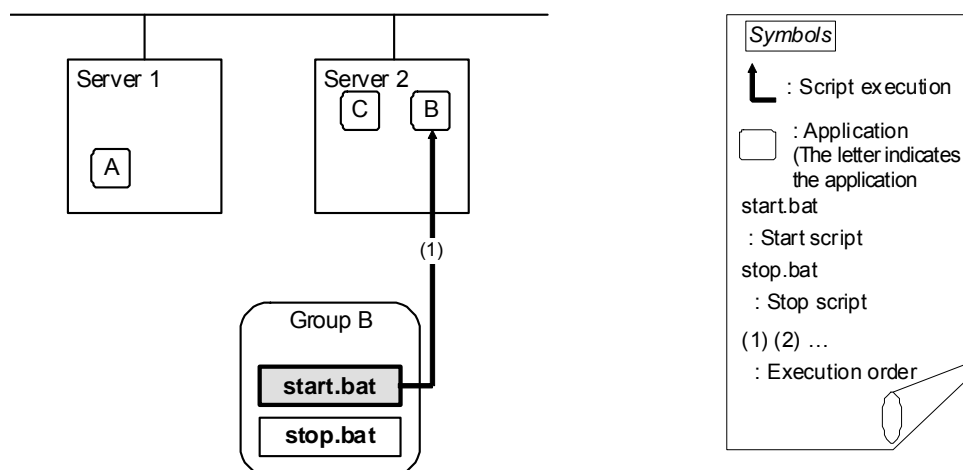 Server 1
Server 2
C
B
A
(1)
Group B
start.bat
stop.bat
Symbols
: Script execution
: Application
(The letter indicates
the application
start.bat
: Start script
stop.bat
: Stop script
(1) (2) …
: Execution order